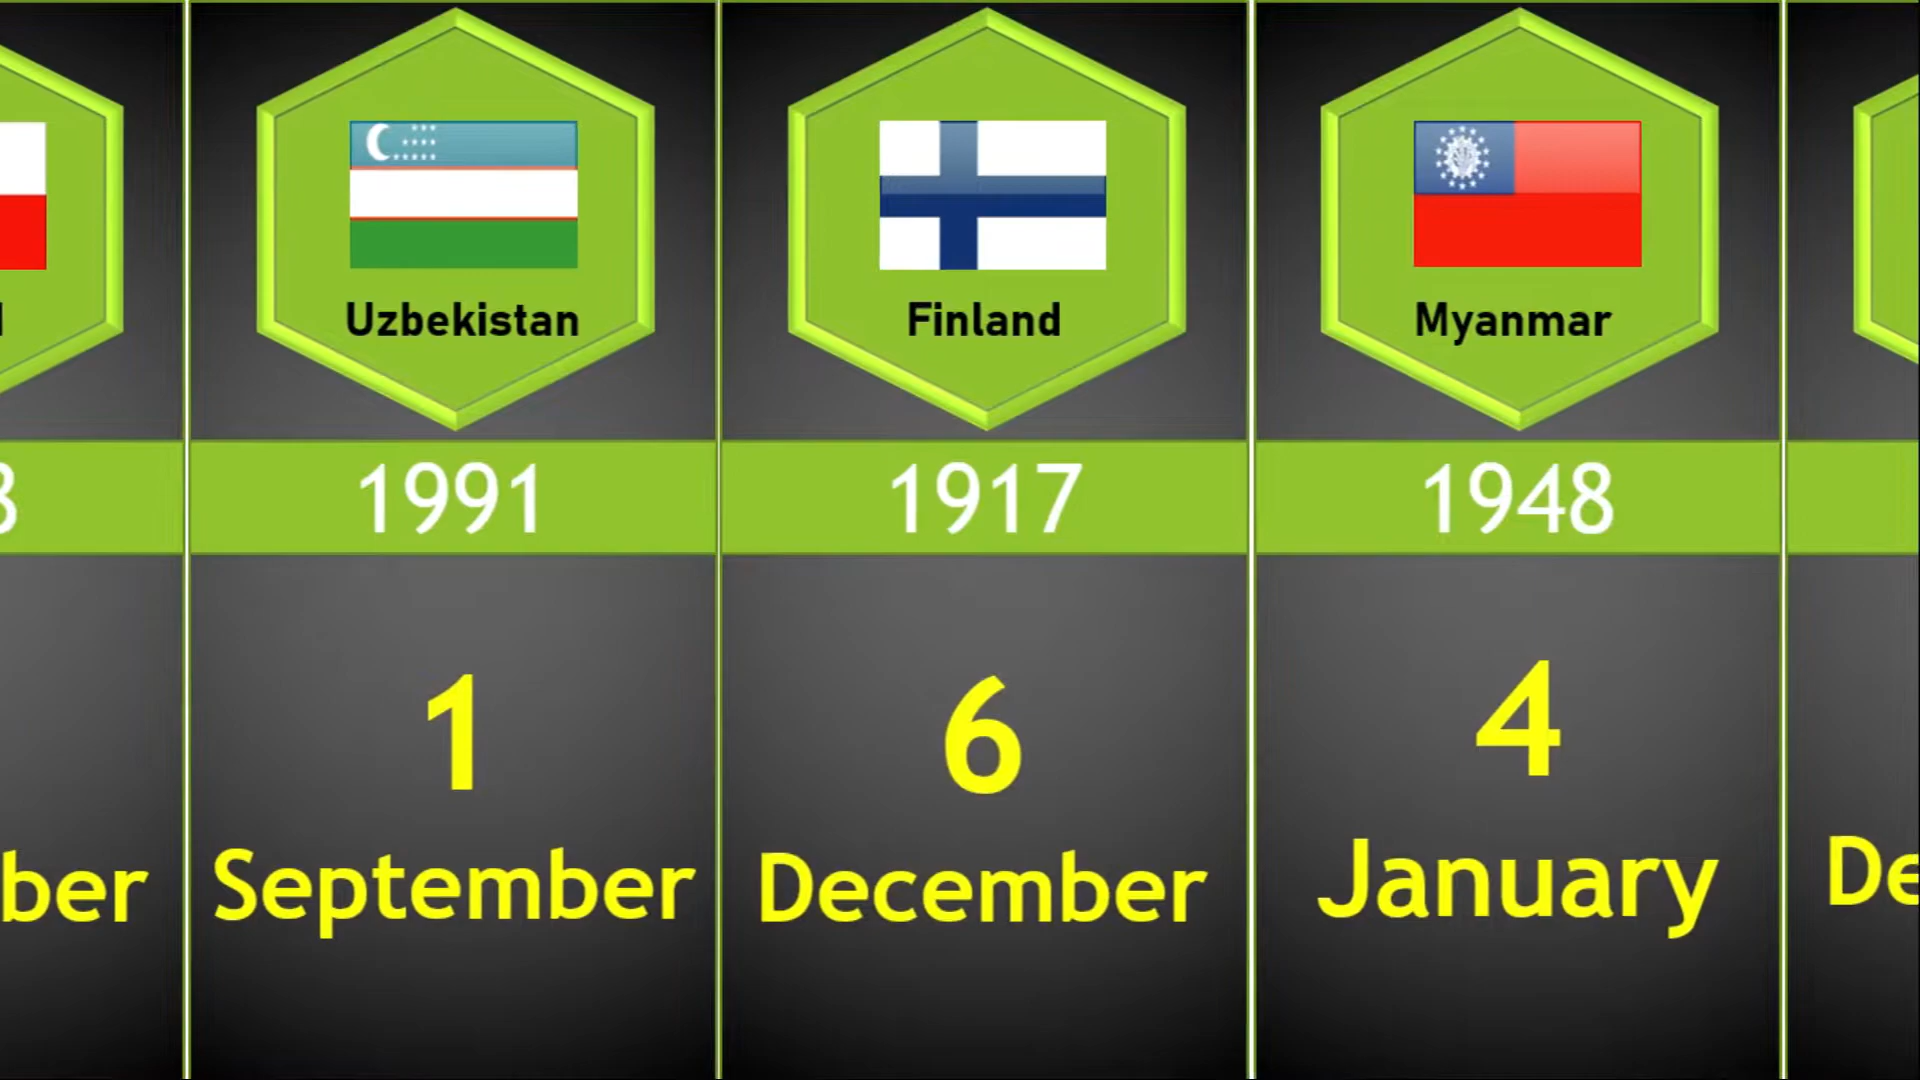 Uzbekistan
1991
1
September
Finland
1917
6
December
Myanmar
1948
4
January